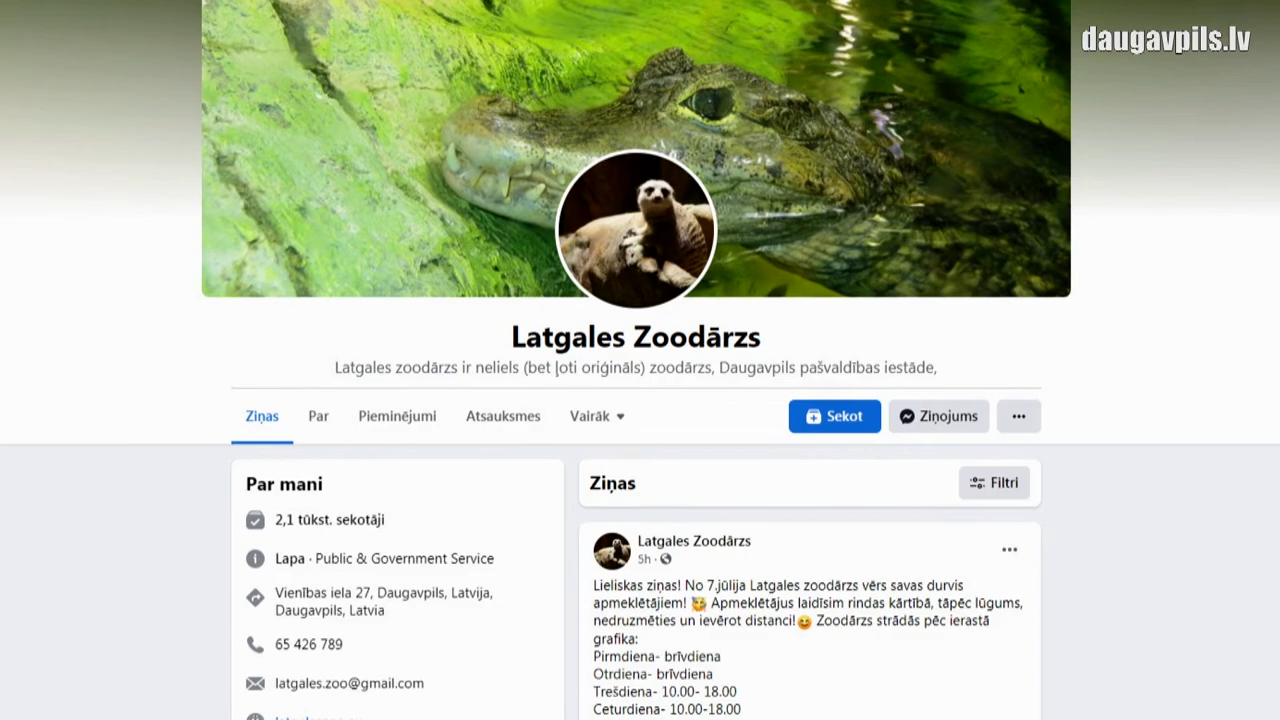 daugavpils.lv
Latgales Zoodārzs
Latgales zoodārzs ir neliels (bet ļoti oriģināls) zoodārzs, Daugavpils pašvaldības iestāde,
Ziņas
Par
Pieminējumi
Atsauksmes
Vairāk
Sekot
Ziņojums
Par mani
2,1 tūkst. sekotāji
Lapa · Public & Government Service
Vienības iela 27, Daugavpils, Latvija,
Daugavpils, Latvia
65 426 789
latgales.zoo@gmail.com
Ziņas
Filtri
Latgales Zoodārzs
5h ·
Lieliskas ziņas! No 7.jūlija Latgales zoodārzs vērs savas durvis
apmeklētājiem! 🥰 Apmeklētājus laidīsim rindas kārtībā, tāpēc lūgums,
nedruzmēties un ievērot distanci!😆 Zoodārzs strādās pēc ierastā
grafika:
Pirmdiena- brīvdiena
Otrdiena- brīvdiena
Trešdiena- 10.00- 18.00
Ceturdiena- 10.00-18.00